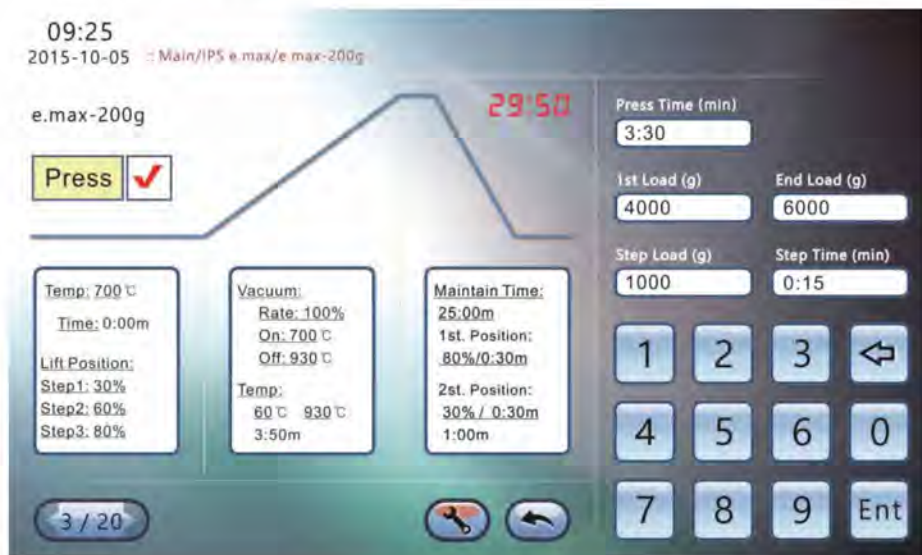 09:25
2015-10-05 :: Main/IPS e.max/e.max-200g
e.max-200g
29:50
Press
Temp: 700 ℃
Time: 0:00m
Lift Position:
Step1: 30%
Step2: 60%
Step3: 80%
Vacuum:
Rate: 100%
On: 700 ℃
Off: 930 ℃
Temp:
60 ℃ 930 ℃
3:50m
Maintain Time:
25:00m
1st. Position:
80%/0:30m
2st. Position:
30% / 0:30m
1:00m
3 / 20
Press Time (min)
3:30
1st Load (g) End Load (g)
4000 6000
Step Load (g) Step Time (min)
1000 0:15
1 2 3
4 5 6 0
7 8 9 Ent